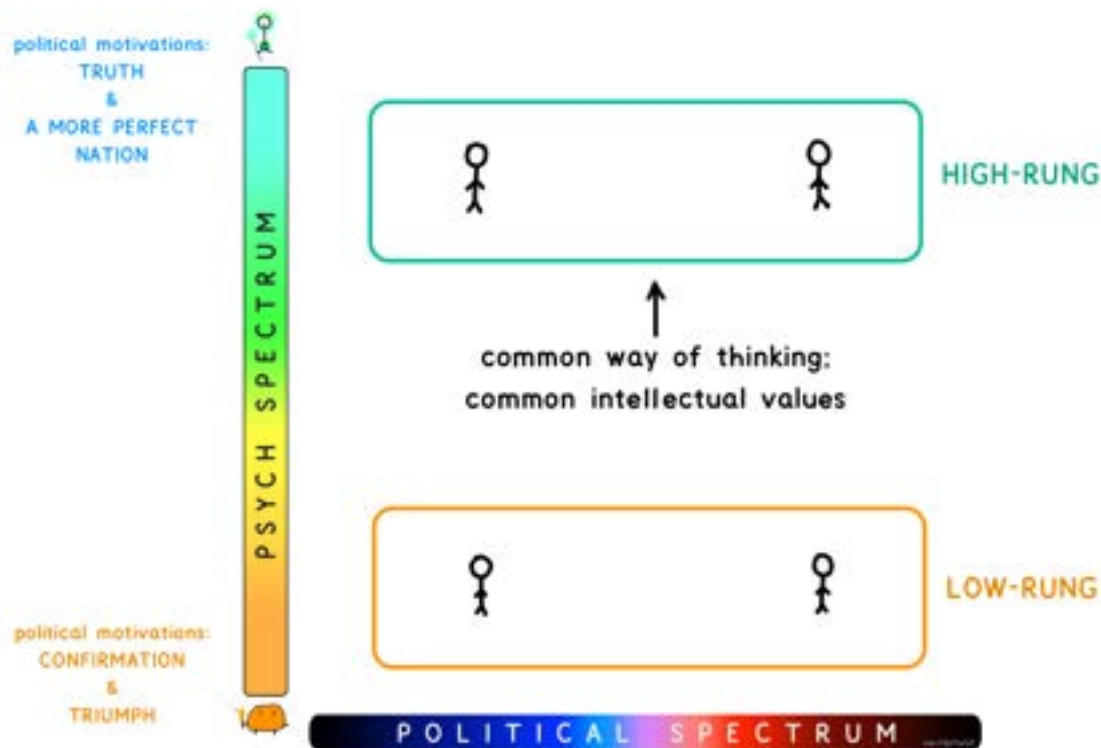 political motivations:
TRUTH
&
A MORE PERFECT
NATION
PSYCH SPECTRUM
HIGH-RUNG
common way of thinking:
common intellectual values
LOW-RUNG
political motivations:
CONFIRMATION
&
TRIUMPH
POLITICAL SPECTRUM